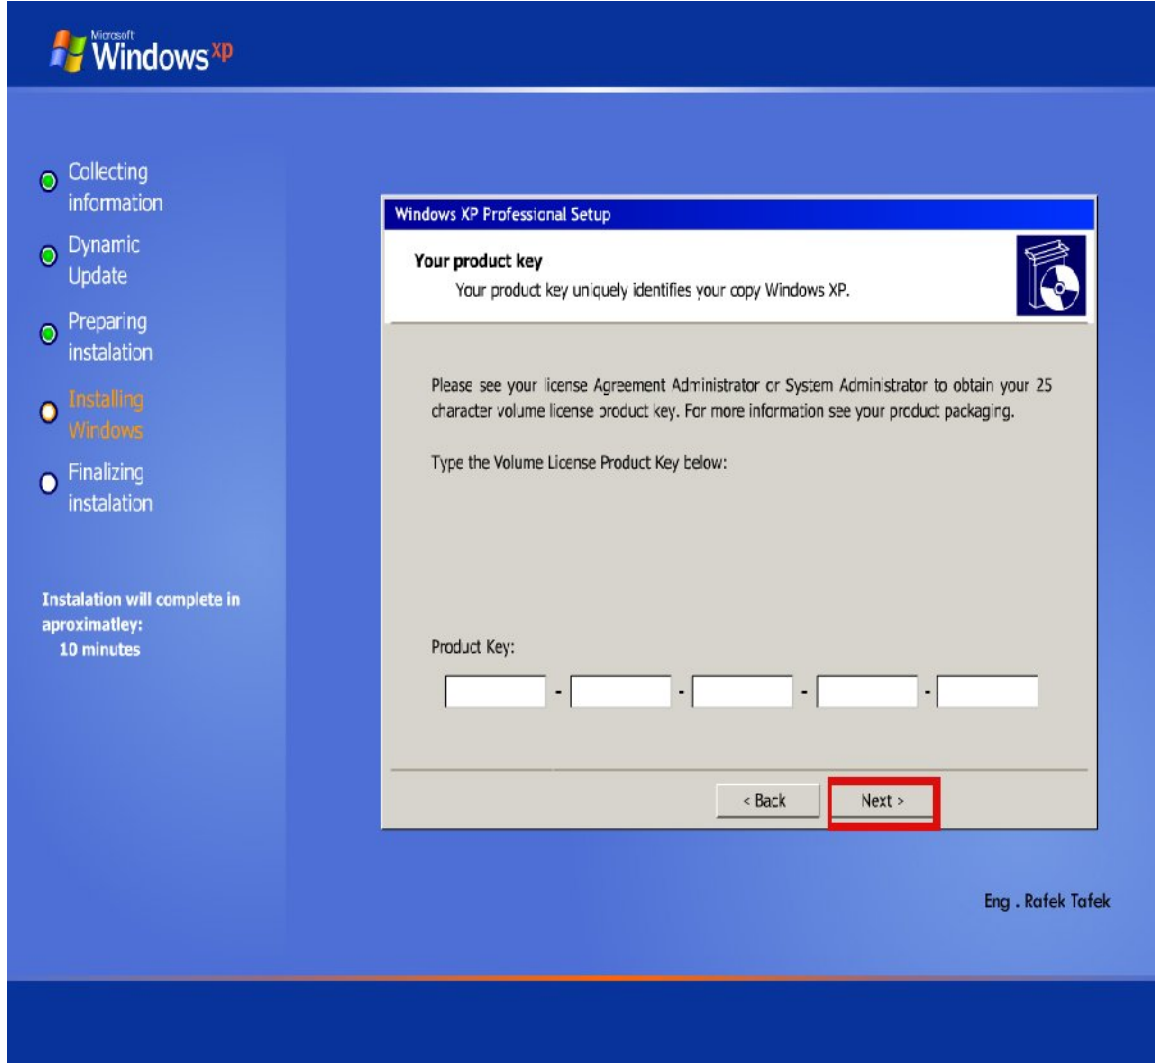 Microsoft
Windows xp
Collecting
information
Dynamic
Update
Preparing
instalation
Installing
Windows
Finalizing
instalation
Instalation will complete in
aproximatley:
10 minutes
Windows XP Professional Setup
Your product key
Your product key uniquely identifies your copy Windows XP.
Please see your license Agreement Administrator or System Administrator to obtain your 25
character volume license product key. For more information see your product packaging.
Type the Volume License Product Key below:
Product Key:
- - - -
< Back Next >
Eng . Rafek Tafek